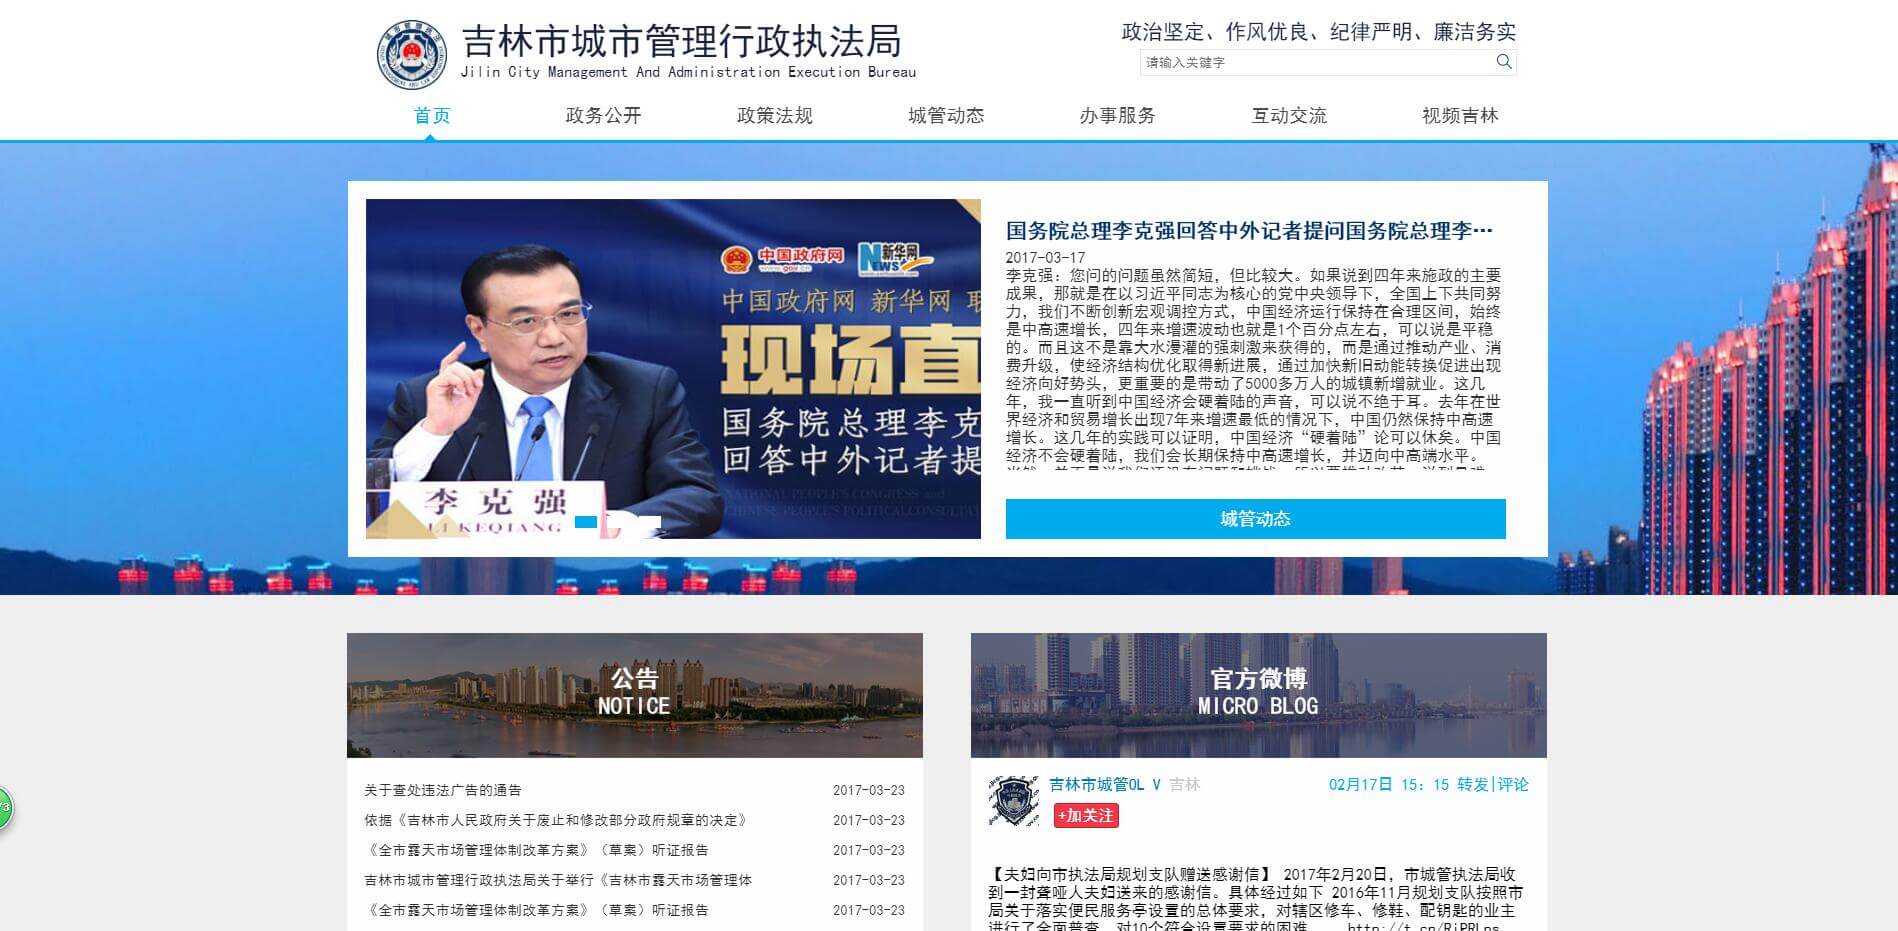 吉林市城市管理行政执法局
Jilin City Management And Administration Execution Bureau
政治坚定、作风优良、纪律严明、廉洁务实
请输入关键字
首页 政务公开 政策法规 城管动态 办事服务 互动交流 视频吉林
中国政府网 新华网
www.gov.cn NEWS
中国政府网 新华网
现场直
国务院总理李克
回答中外记者提
NATIONAL PEOPLE'S CONGRESS and
CHINESE PEOPLE'S POLITICAL CONSULTA
李克强
LI KEQIANG
国务院总理李克强回答中外记者提问国务院总理李…
2017-03-17
李克强：您问的问题虽然简短，但比较大。如果说到四年来施政的主要
成果，那就是在以习近平同志为核心的党中央领导下，全国上下共同努
力，我们不断创新宏观调控方式，中国经济运行保持在合理区间，始终
是中高速增长，四年来增速波动也就是1个百分点左右，可以说是平稳
的。而且这不是靠大水漫灌的强刺激来获得的，而是通过推动产业、消
费升级，使经济结构优化取得新进展，通过加快新旧动能转换促进出现
经济向好势头，更重要的是带动了5000多万人的城镇新增就业。这几
年，我一直听到中国经济会硬着陆的声音，可以说不绝于耳。去年在世
界经济和贸易增长出现7年来增速最低的情况下，中国仍然保持中高速
增长。这几年的实践可以证明，中国经济“硬着陆”论可以休矣。中国
经济不会硬着陆，我们会长期保持中高速增长，并迈向中高端水平。
城管动态
公告
NOTICE
关于查处违法广告的通告 2017-03-23
依据《吉林市人民政府关于废止和修改部分政府规章的决定》 2017-03-23
《全市露天市场管理体制改革方案》（草案）听证报告 2017-03-23
吉林市城市管理行政执法局关于举行《吉林市露天市场管理体 2017-03-23
《全市露天市场管理体制改革方案》（草案）听证报告 2017-03-23
官方微博
MICRO BLOG
吉林市城管OL V 吉林 02月17日 15：15 转发|评论
+加关注
【夫妇向市执法局规划支队赠送感谢信】 2017年2月20日，市城管执法局收
到一封聋哑人夫妇送来的感谢信。具体经过如下 2016年11月规划支队按照市
局关于落实便民服务亭设置的总体要求，对辖区修车、修鞋、配钥匙的业主
进行了全面普查，对10个符合设置要求的困难
73